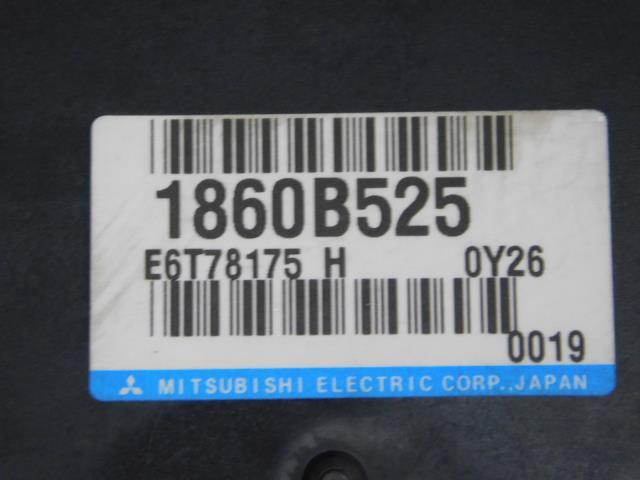 1860B525
E6T78175 H 0Y26
0019
MITSUBISHI ELECTRIC CORP.,JAPAN